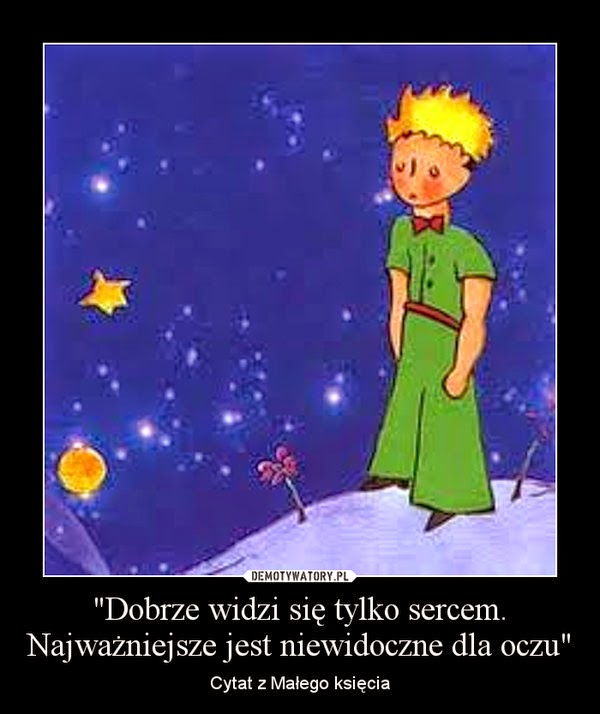 DEMOTYWATORY.PL
"Dobrze widzi się tylko sercem.
Najważniejsze jest niewidoczne dla oczu"
Cytat z Małego księcia